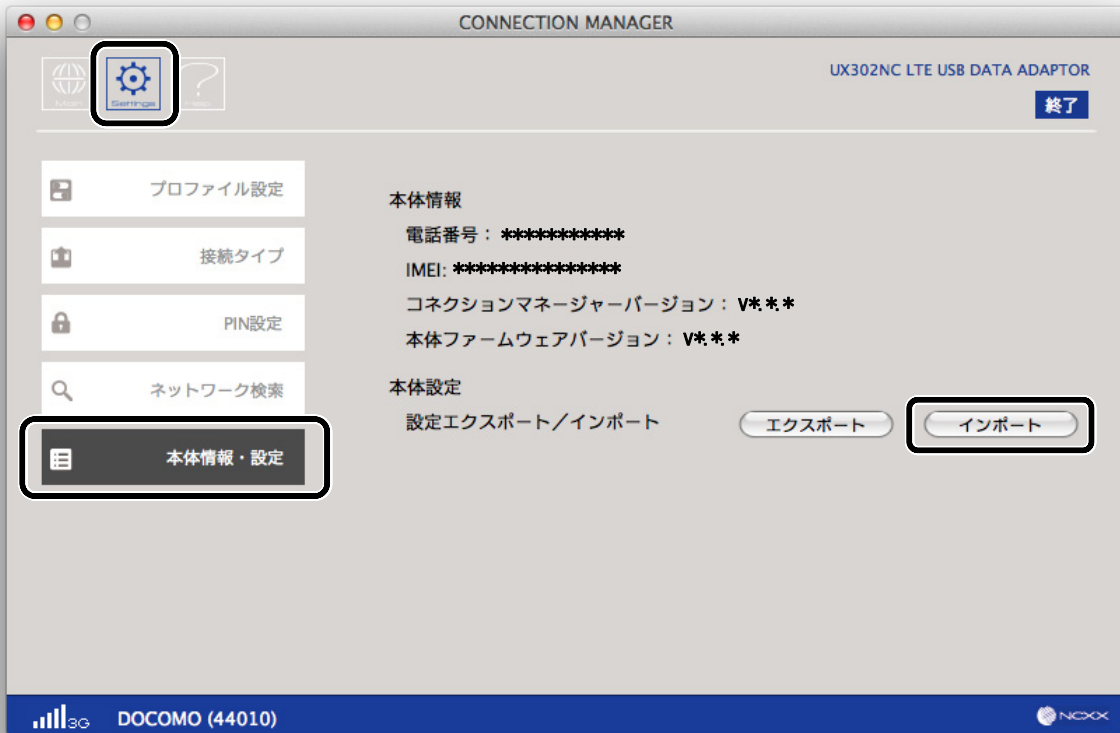 CONNECTION MANAGER
Main
Settings
Help
UX302NC LTE USB DATA ADAPTOR
終了
プロファイル設定
接続タイプ
PIN設定
ネットワーク検索
本体情報・設定
本体情報
電話番号： ***********
IMEI: ***************
コネクションマネージャーバージョン： V*.*.*
本体ファームウェアバージョン： V*.*.*
本体設定
設定エクスポート／インポート
エクスポート
インポート
3G
DOCOMO (44010)
NCXX